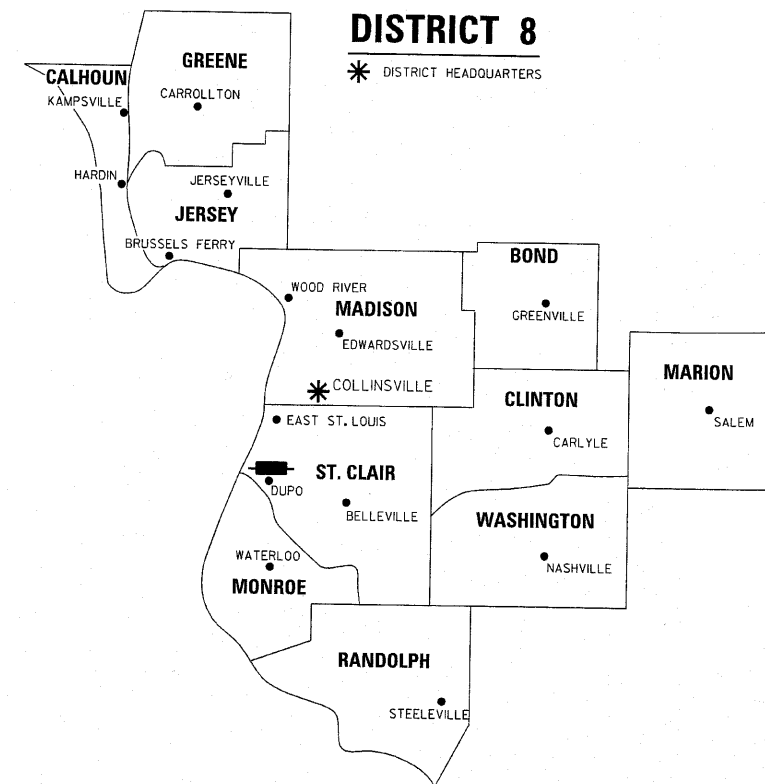 DISTRICT 8
DISTRICT HEADQUARTERS
GREENE
CALHOUN
KAMPSVILLE
CARROLLTON
HARDIN
JERSEYVILLE
JERSEY
BRUSSELS FERRY
BOND
WOOD RIVER
MADISON
GREENVILLE
EDWARDSVILLE
MARION
COLLINSVILLE
CLINTON
SALEM
EAST ST. LOUIS
CARLYLE
ST. CLAIR
DUPO
BELLEVILLE
WASHINGTON
WATERLOO
NASHVILLE
MONROE
RANDOLPH
STEELEVILLE